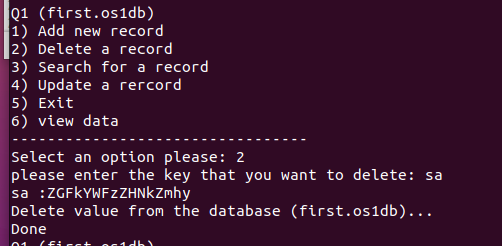 Q1 (first.os1db)
1) Add new record
2) Delete a record
3) Search for a record
4) Update a rercord
5) Exit
6) view data
---------------------------------
Select an option please: 2
please enter the key that you want to delete: sa
sa :ZGFkYWFzZHNkZmhy
Delete value from the database (first.os1db)...
Done
Q1 (first.os1db)